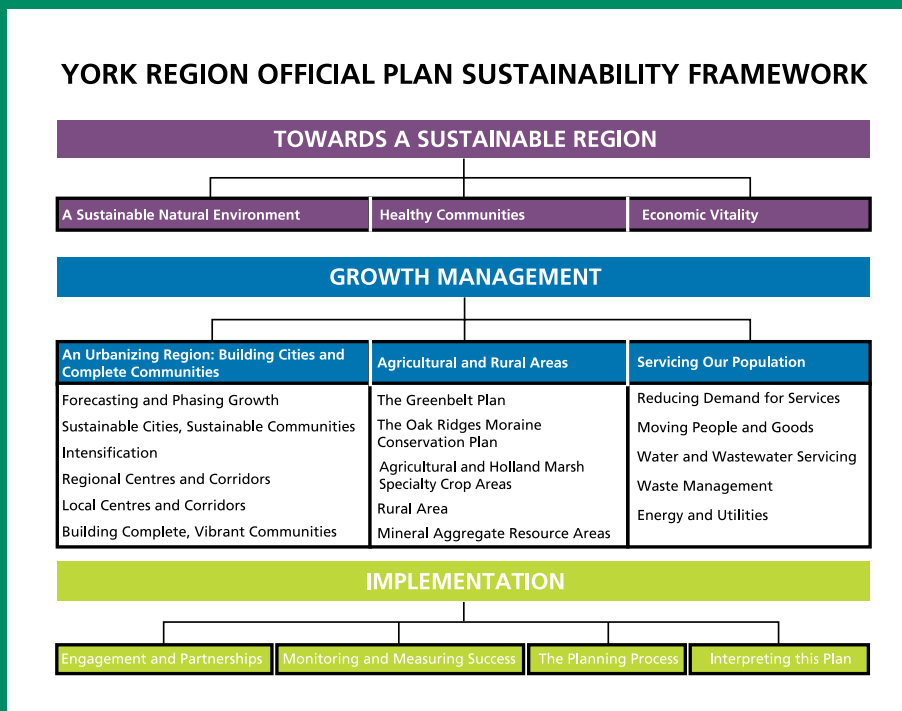 YORK REGION OFFICIAL PLAN SUSTAINABILITY FRAMEWORK
TOWARDS A SUSTAINABLE REGION
A Sustainable Natural Environment
Healthy Communities
Economic Vitality
GROWTH MANAGEMENT
An Urbanizing Region: Building Cities and
Complete Communities
Forecasting and Phasing Growth
Sustainable Cities, Sustainable Communities
Intensification
Regional Centres and Corridors
Local Centres and Corridors
Building Complete, Vibrant Communities
Agricultural and Rural Areas
The Greenbelt Plan
The Oak Ridges Moraine
Conservation Plan
Agricultural and Holland Marsh
Specialty Crop Areas
Rural Area
Mineral Aggregate Resource Areas
Servicing Our Population
Reducing Demand for Services
Moving People and Goods
Water and Wastewater Servicing
Waste Management
Energy and Utilities
IMPLEMENTATION
Engagement and Partnerships
Monitoring and Measuring Success
The Planning Process
Interpreting this Plan